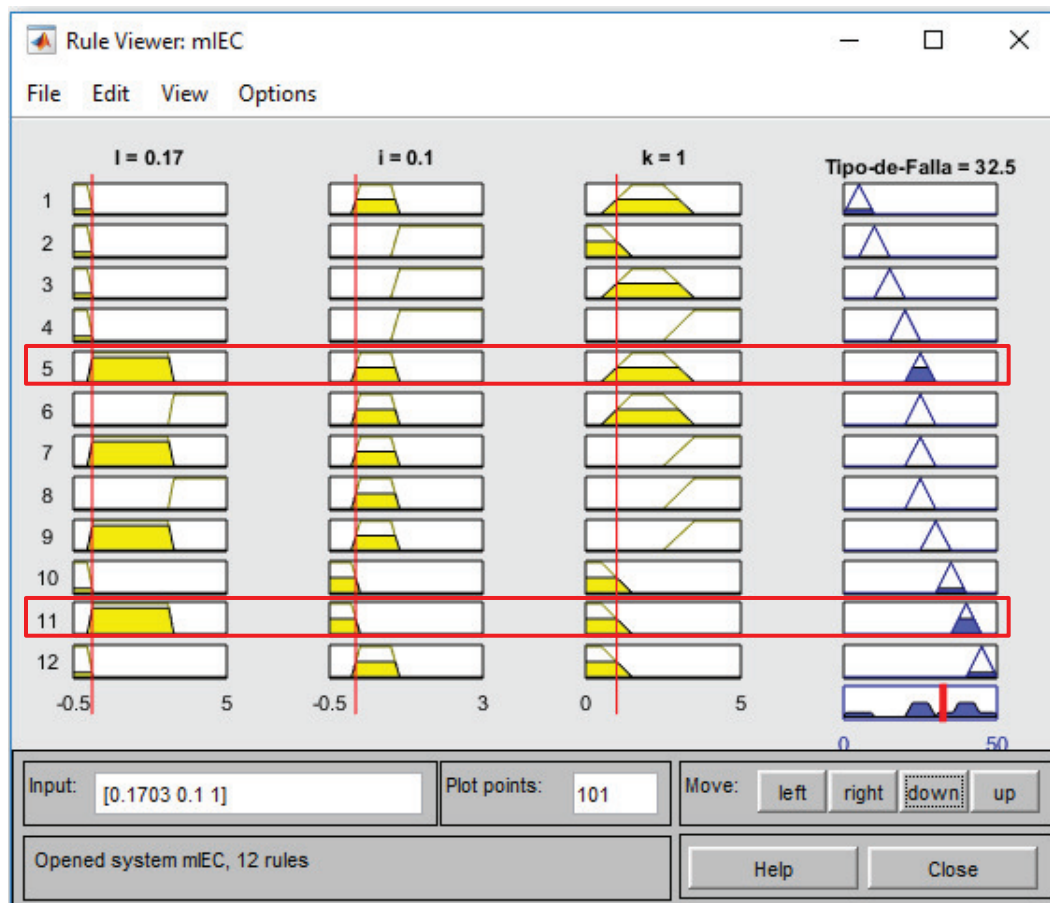 Rule Viewer: mIEC
File Edit View Options
l = 0.17 i = 0.1 k = 1 Tipo-de-Falla = 32.5
1
2
3
4
5
6
7
8
9
10
11
12
-0.5 5 -0.5 3 0 5
0 50
Input: [0.1703 0.1 1] Plot points: 101 Move: left right down up
Opened system mIEC, 12 rules Help Close